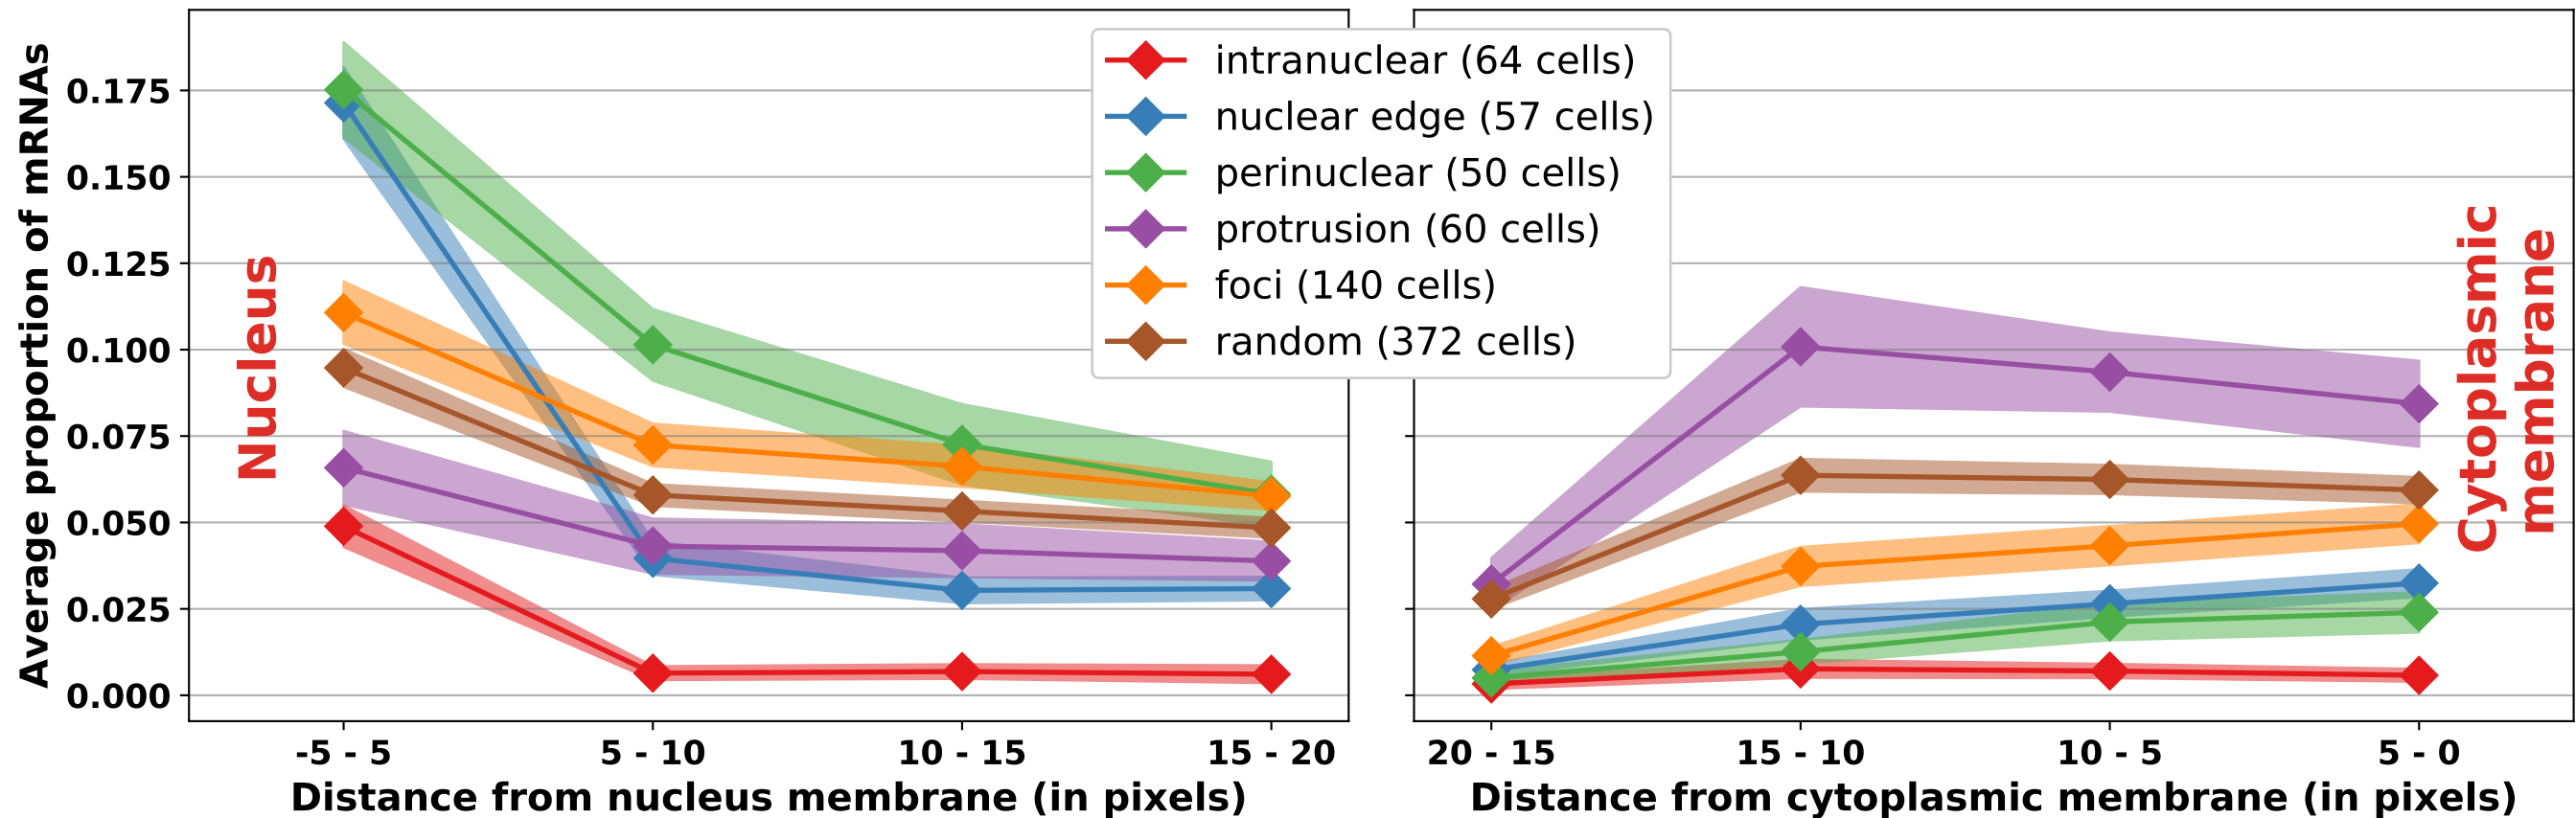 Average proportion of mRNAs
0.175
0.150
0.125
0.100
0.075
0.050
0.025
0.000
Nucleus
-5 - 5
5 - 10
10 - 15
15 - 20
Distance from nucleus membrane (in pixels)
intranuclear (64 cells)
nuclear edge (57 cells)
perinuclear (50 cells)
protrusion (60 cells)
foci (140 cells)
random (372 cells)
Cytoplasmic
membrane
20 - 15
15 - 10
10 - 5
5 - 0
Distance from cytoplasmic membrane (in pixels)